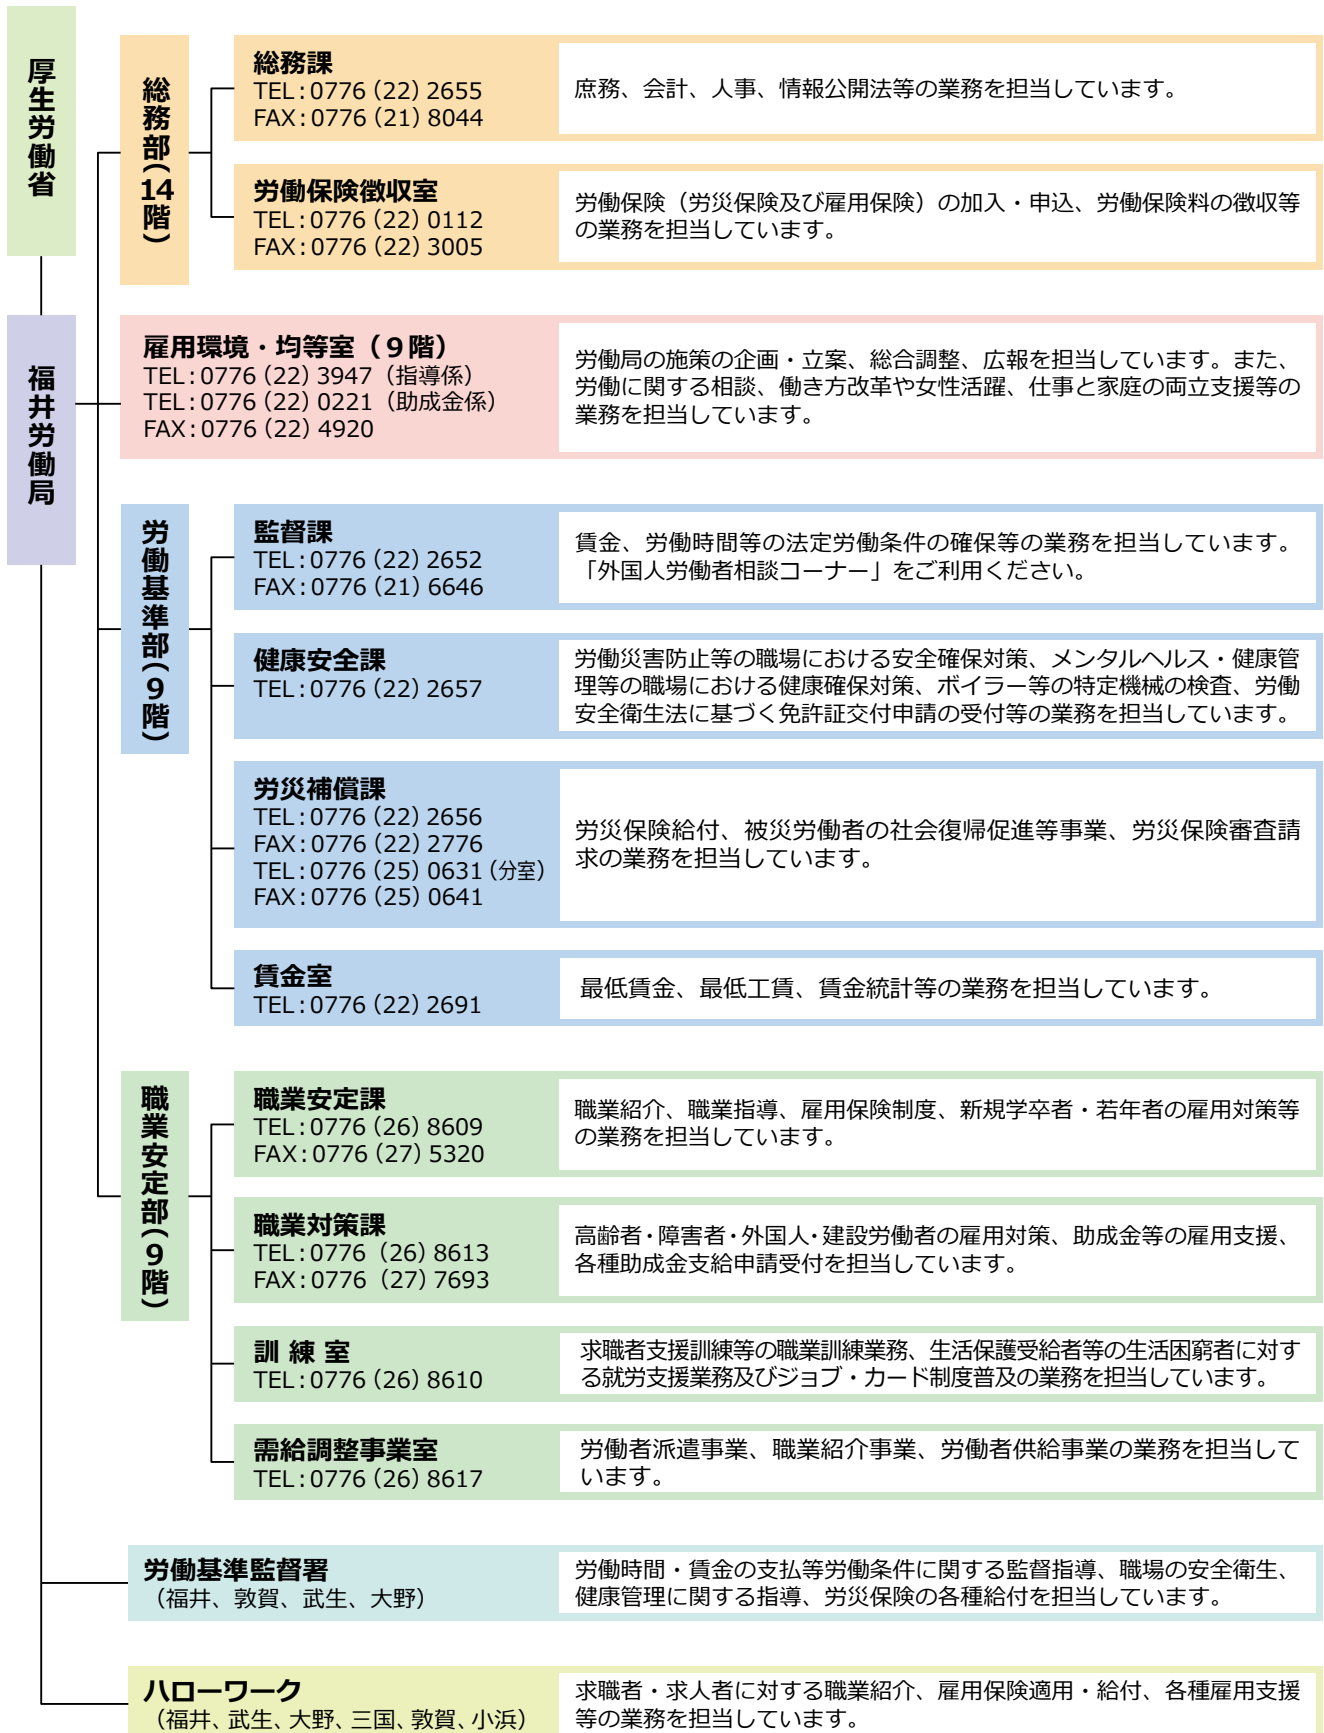 厚生労働省
福井労働局
総務部(14階)
総務課
TEL:0776(22)2655
FAX:0776(21)8044
庶務、会計、人事、情報公開法等の業務を担当しています。
労働保険徴収室
TEL:0776(22)0112
FAX:0776(22)3005
労働保険（労災保険及び雇用保険）の加入・申込、労働保険料の徴収等
の業務を担当しています。
雇用環境・均等室（９階）
TEL:0776(22)3947（指導係）
TEL:0776(22)0221（助成金係）
FAX:0776(22)4920
労働局の施策の企画・立案、総合調整、広報を担当しています。また、
労働に関する相談、働き方改革や女性活躍、仕事と家庭の両立支援等の
業務を担当しています。
労働基準部(9階)
監督課
TEL:0776(22)2652
FAX:0776(21)6646
賃金、労働時間等の法定労働条件の確保等の業務を担当しています。
「外国人労働者相談コーナー」をご利用ください。
健康安全課
TEL:0776(22)2657
労働災害防止等の職場における安全確保対策、メンタルヘルス・健康管
理等の職場における健康確保対策、ボイラー等の特定機械の検査、労働
安全衛生法に基づく免許証交付申請の受付等の業務を担当しています。
労災補償課
TEL:0776(22)2656
FAX:0776(22)2776
TEL:0776(25)0631(分室)
FAX:0776(25)0641
労災保険給付、被災労働者の社会復帰促進等事業、労災保険審査請
求の業務を担当しています。
賃金室
TEL:0776(22)2691
最低賃金、最低工賃、賃金統計等の業務を担当しています。
職業安定部(9階)
職業安定課
TEL:0776(26)8609
FAX:0776(27)5320
職業紹介、職業指導、雇用保険制度、新規学卒者・若年者の雇用対策等
の業務を担当しています。
職業対策課
TEL:0776 (26)8613
FAX:0776 (27)7693
高齢者・障害者・外国人・建設労働者の雇用対策、助成金等の雇用支援、
各種助成金支給申請受付を担当しています。
訓 練 室
TEL:0776(26)8610
求職者支援訓練等の職業訓練業務、生活保護受給者等の生活困窮者に対す
る就労支援業務及びジョブ・カード制度普及の業務を担当しています。
需給調整事業室
TEL:0776(26)8617
労働者派遣事業、職業紹介事業、労働者供給事業の業務を担当して
います。
労働基準監督署
（福井、敦賀、武生、大野）
労働時間・賃金の支払等労働条件に関する監督指導、職場の安全衛生、
健康管理に関する指導、労災保険の各種給付を担当しています。
ハローワーク
（福井、武生、大野、三国、敦賀、小浜）
求職者・求人者に対する職業紹介、雇用保険適用・給付、各種雇用支援
等の業務を担当しています。